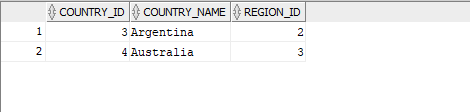 COUNTRY_ID COUNTRY_NAME REGION_ID
1 3 Argentina 2
2 4 Australia 3